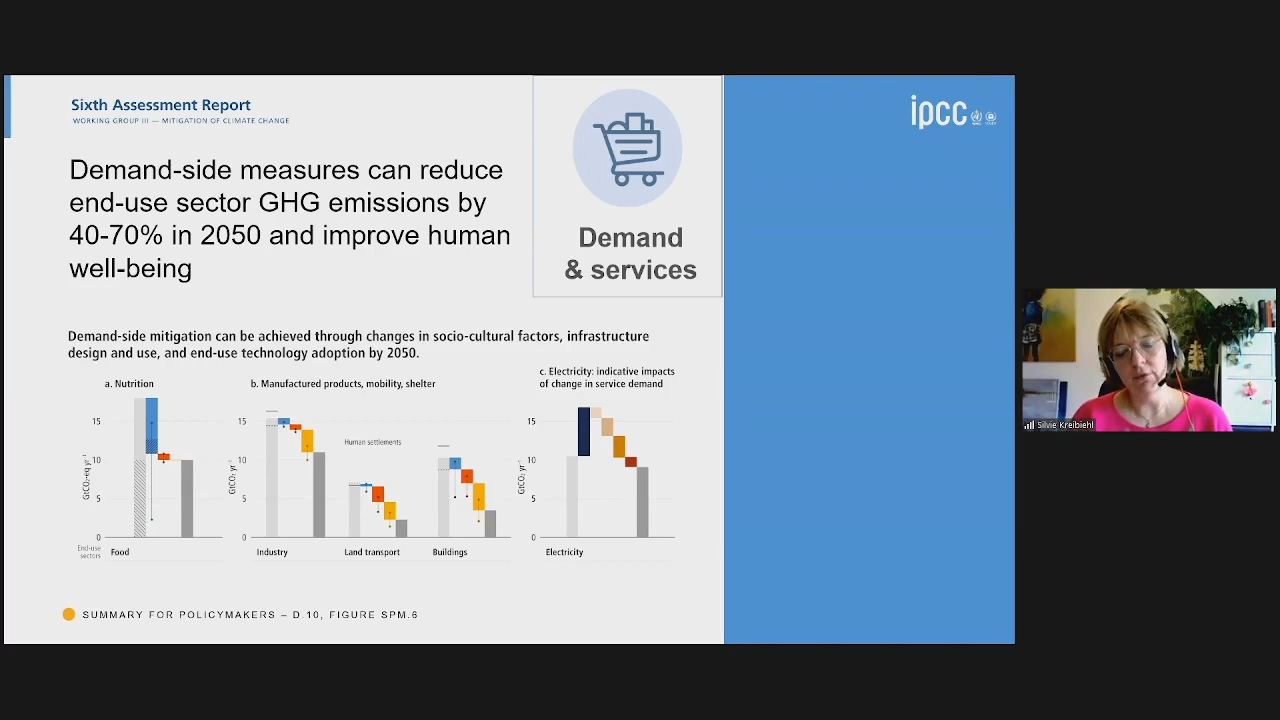 Sixth Assessment Report
WORKING GROUP III — MITIGATION OF CLIMATE CHANGE
ipcc
Demand-side measures can reduce
end-use sector GHG emissions by
40-70% in 2050 and improve human
well-being
Demand
& services
Demand-side mitigation can be achieved through changes in socio-cultural factors, infrastructure
design and use, and end-use technology adoption by 2050.
a. Nutrition
b. Manufactured products, mobility, shelter
c. Electricity: indicative impacts
of change in service demand
15
10
5
0
GtCO₂-eq yr⁻¹
15
10
5
0
GtCO₂ yr⁻¹
Human settlements
15
10
5
0
GtCO₂ yr⁻¹
End-use
sectors
Food
Industry
Land transport
Buildings
Electricity
SUMMARY FOR POLICYMAKERS – D 10, FIGURE SPM.6
Silvie Kreibiehl